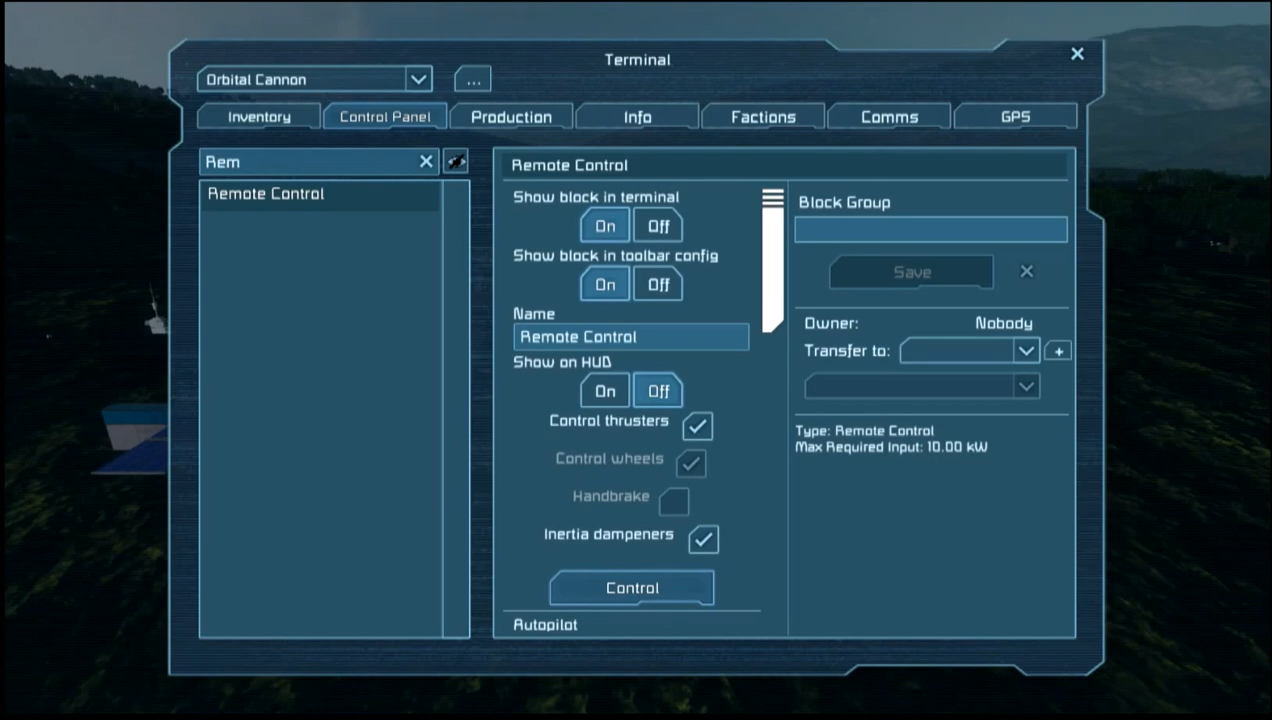 Terminal
Orbital Cannon
...
Inventory
Control Panel
Production
Info
Factions
Comms
GPS
Rem
Remote Control
Remote Control
Show block in terminal
On Off
Show block in toolbar config
On Off
Name
Remote Control
Show on HUD
On Off
Control thrusters
Control wheels
Handbrake
Inertia dampeners
Control
Autopilot
Block Group
Save
Owner: Nobody
Transfer to:
Type: Remote Control
Max Required Input: 10.00 kW